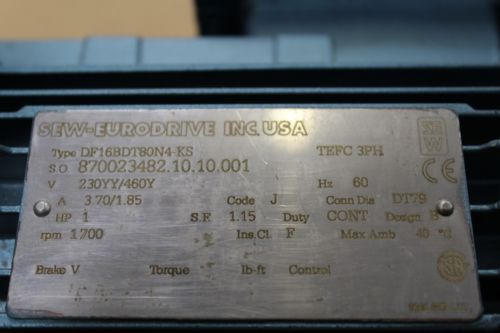 SEW-EURODRIVE INC. USA
SEW
Type DF16BDT80N4-KS TEFC 3PH
S.O. 870023482.10.10.001 CE
V 230YY/460Y Hz 60
A 3.70/1.85 Code J Conn Dia DT79
HP 1 S.F. 1.15 Duty CONT Design B
rpm 1700 Ins.Cl. F Max Amb 40 °C
Brake V Torque lb-ft Control